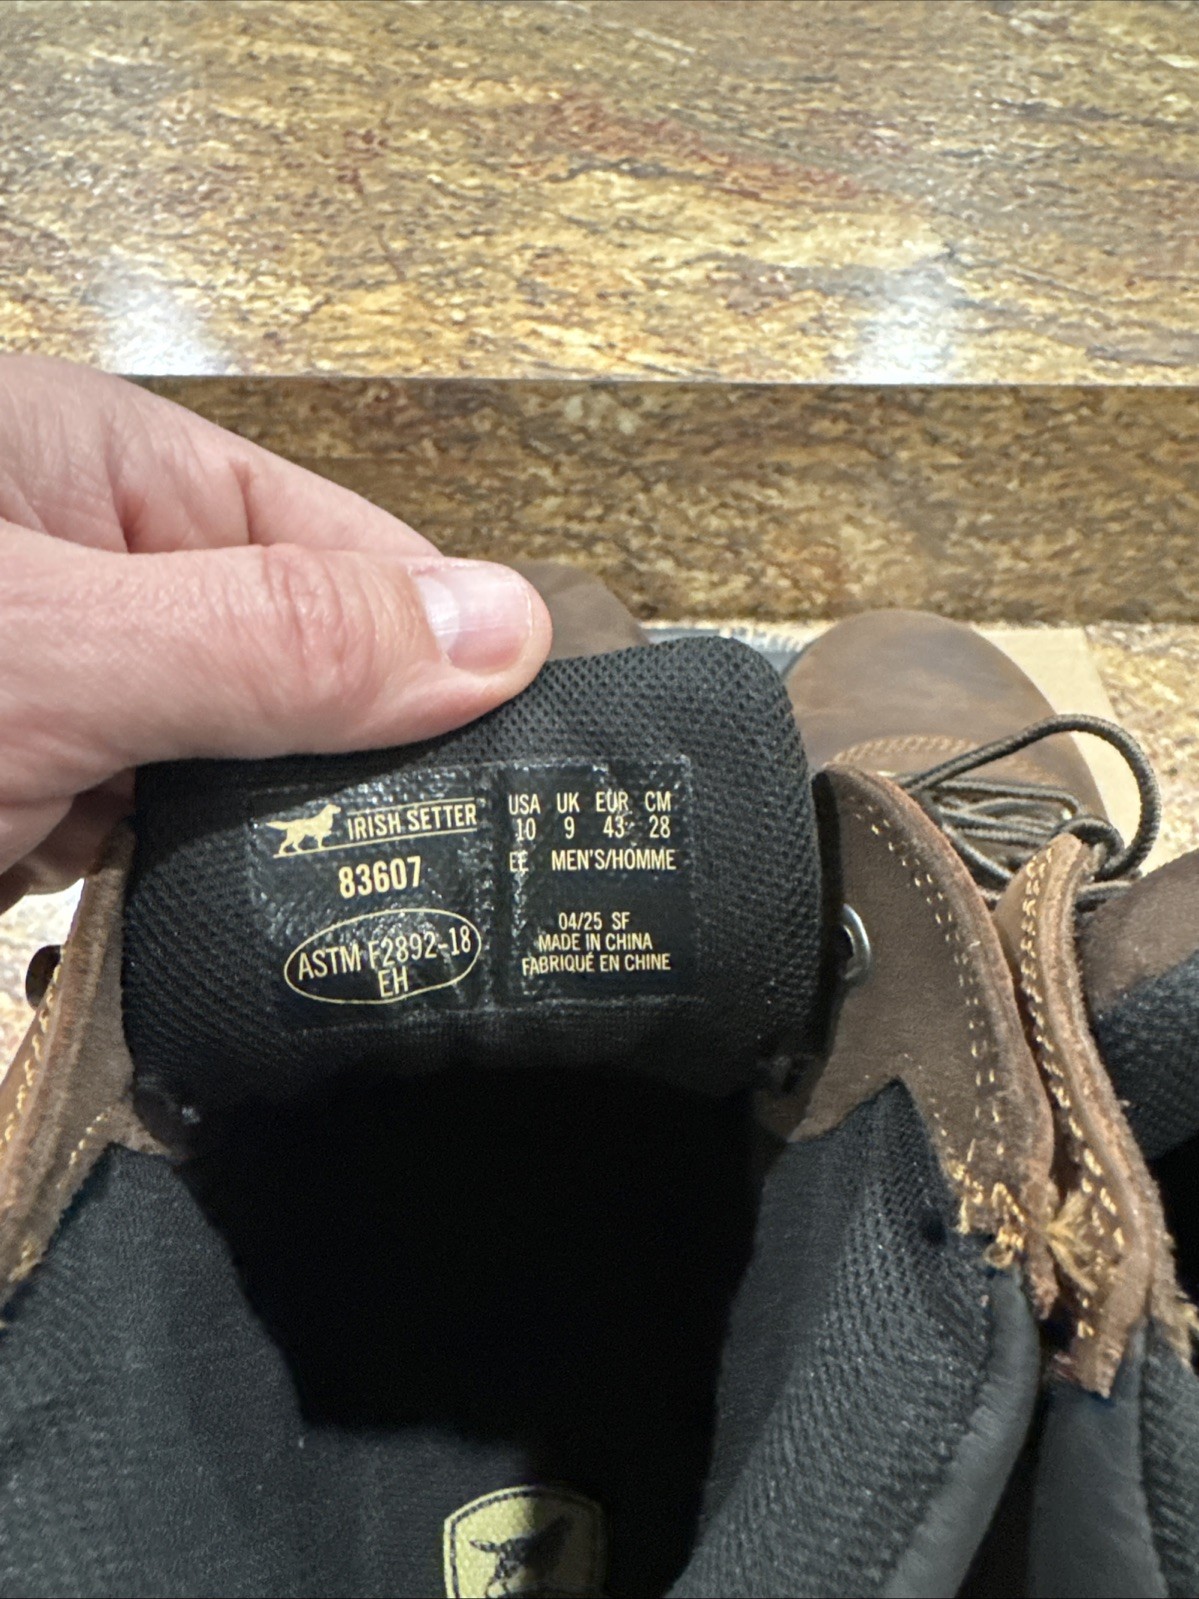 IRISH SETTER
83607
ASTM F2892-18
EH
USA UK EUR CM
10 9 43 28
EE MEN'S/HOMME
04/25 SF
MADE IN CHINA
FABRIQUÉ EN CHINE